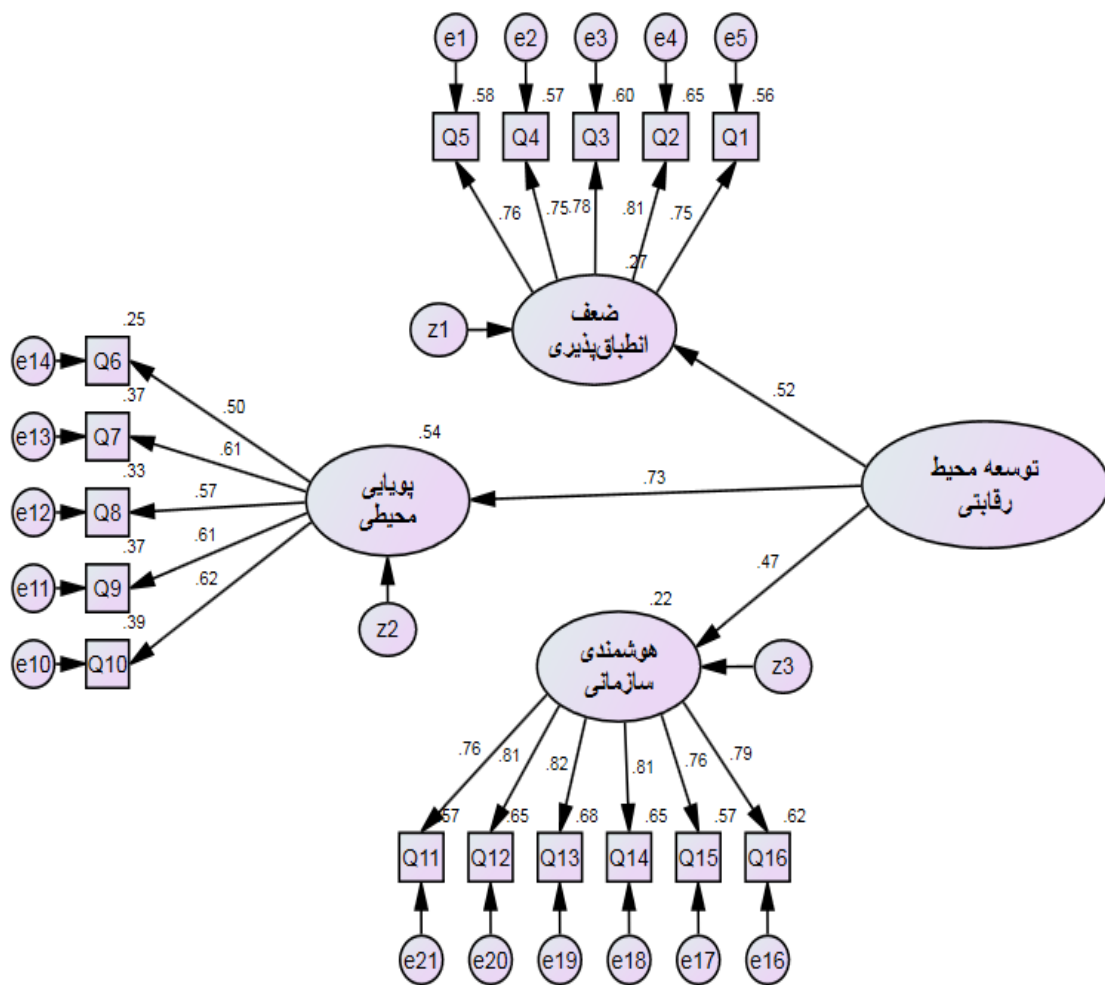 e1 e2 e3 e4 e5
.58 .57 .60 .65 .56
Q5 Q4 Q3 Q2 Q1
.76 .75 .78 .81 .75
.27
ضعف
انطباق‌پذیری
z1
.52
.25
e14 Q6
.50
.37
e13 Q7
.61
.33
e12 Q8
.57
.37
e11 Q9
.61
.39
e10 Q10
.62
.54
پویایی
محیطی
z2
.73
توسعه محیط
رقابتی
.47
.22
هوشمندی
سازمانی
z3
.76 .81 .82 .81 .76 .79
.57 .65 .68 .65 .57 .62
Q11 Q12 Q13 Q14 Q15 Q16
e21 e20 e19 e18 e17 e16